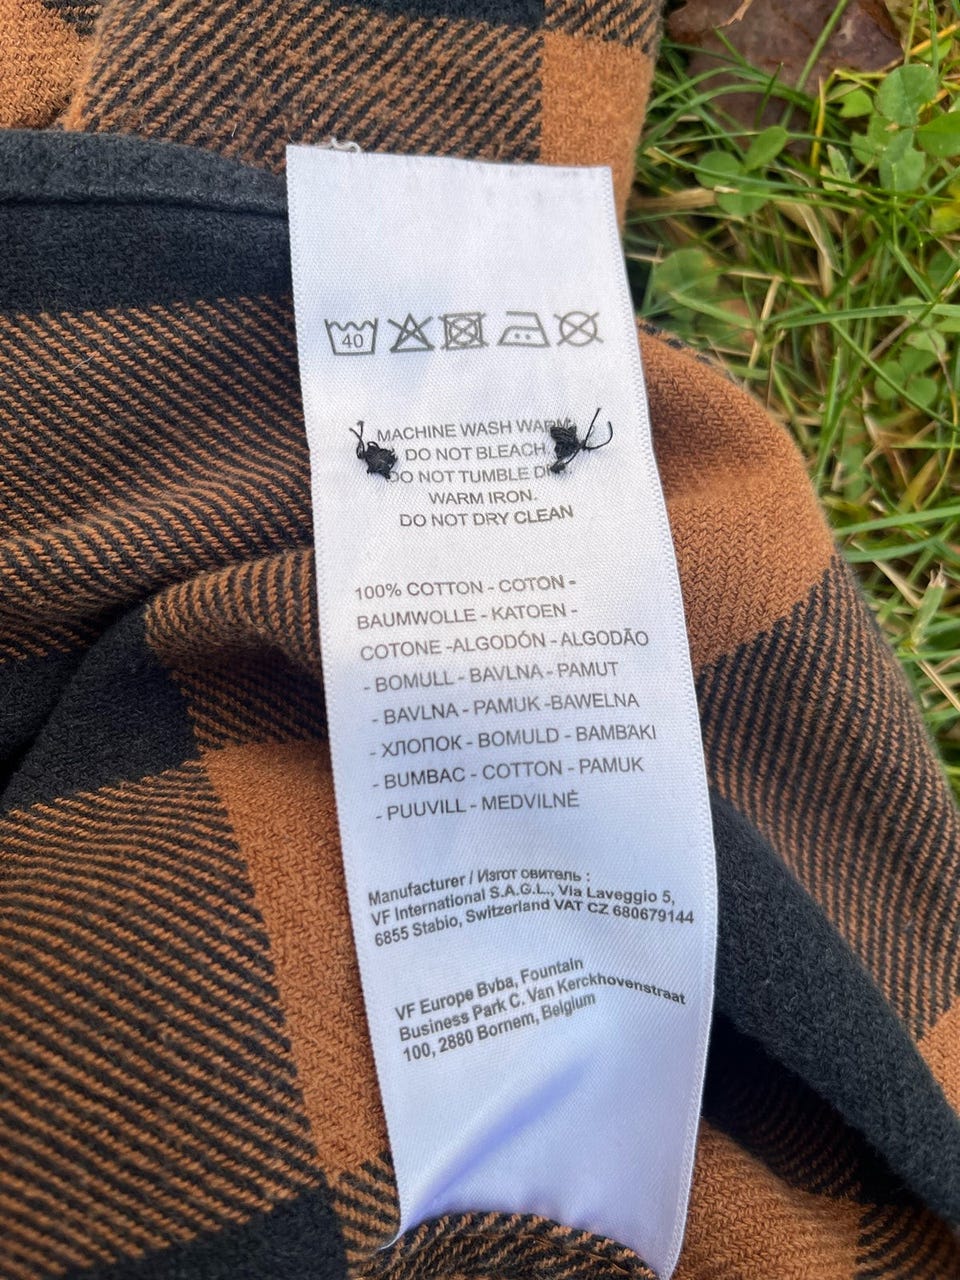 40
MACHINE WASH WARM
DO NOT BLEACH.
DO NOT TUMBLE
WARM IRON.
DO NOT DRY CLEAN
100% COTTON - COTON -
BAUMWOLLE - KATOEN -
COTONE -ALGODÓN - ALGODÃO
- BOMULL - BAVLNA - PAMUT
- BAVLNA - PAMUK -BAWELNA
- ХЛОПОК - BOMULD - ΒΑΜΒΆΚΙ
- BUMBAC - COTTON - PAMUK
- PUUVILL - MEDVILNĖ
Manufacturer / Изгот овитель :
VF International S.A.G.L., Via Laveggio 5,
6855 Stabio, Switzerland VAT CZ 680679144
VF Europe Bvba, Fountain
Business Park C. Van Kerckhovenstraat
100, 2880 Bornem, Belgium